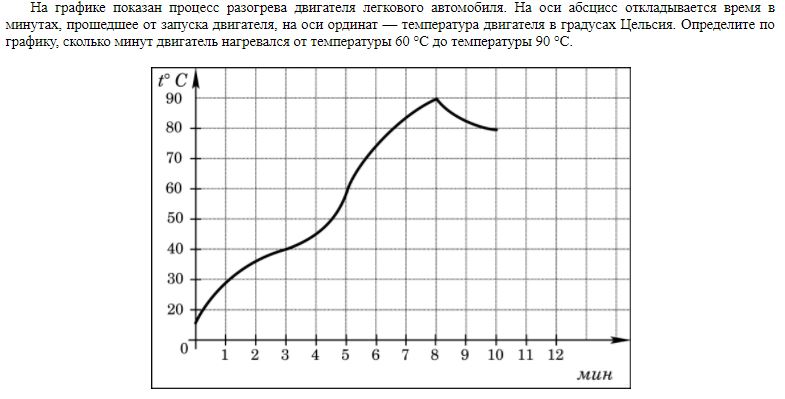 На графике показан процесс разогрева двигателя легкового автомобиля. На оси абсцисс откладывается время в
минутах, прошедшее от запуска двигателя, на оси ординат — температура двигателя в градусах Цельсия. Определите по
графику, сколько минут двигатель нагревался от температуры 60 °C до температуры 90 °C.
t° C
90
80
70
60
50
40
30
20
0
1 2 3 4 5 6 7 8 9 10 11 12
мин